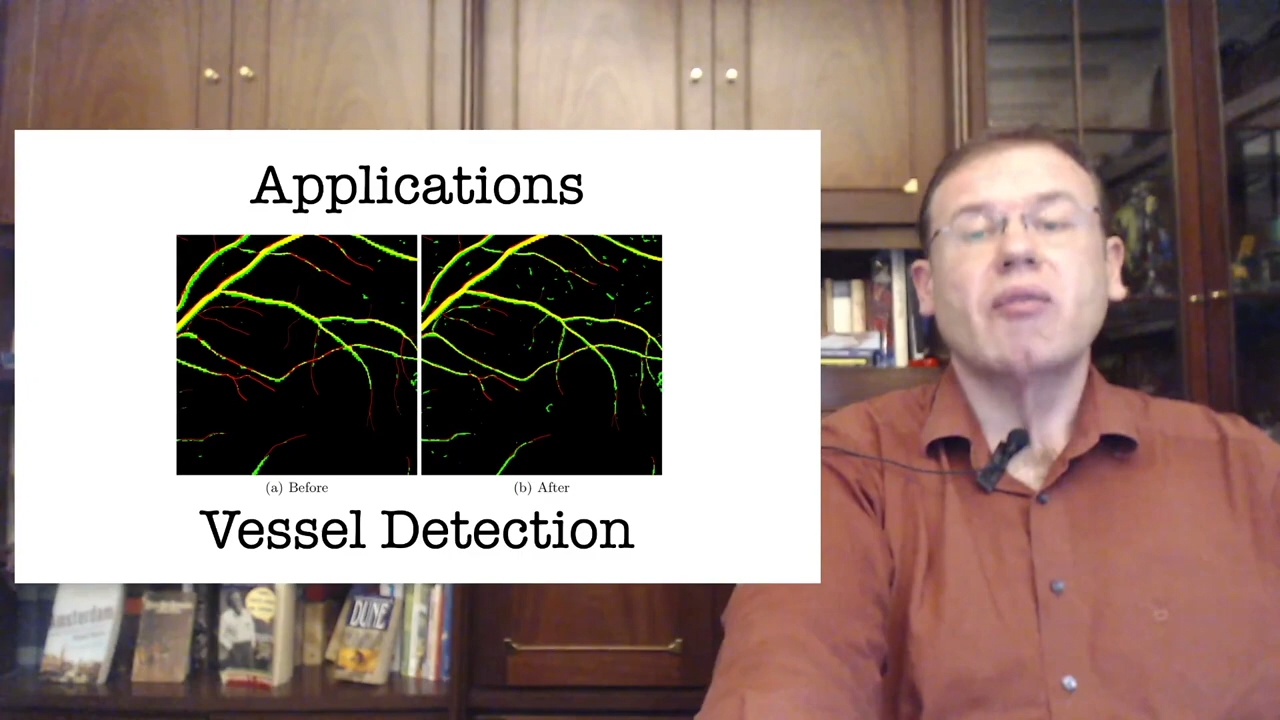 Applications
(a) Before
(b) After
Vessel Detection
Amsterdam
DUNE